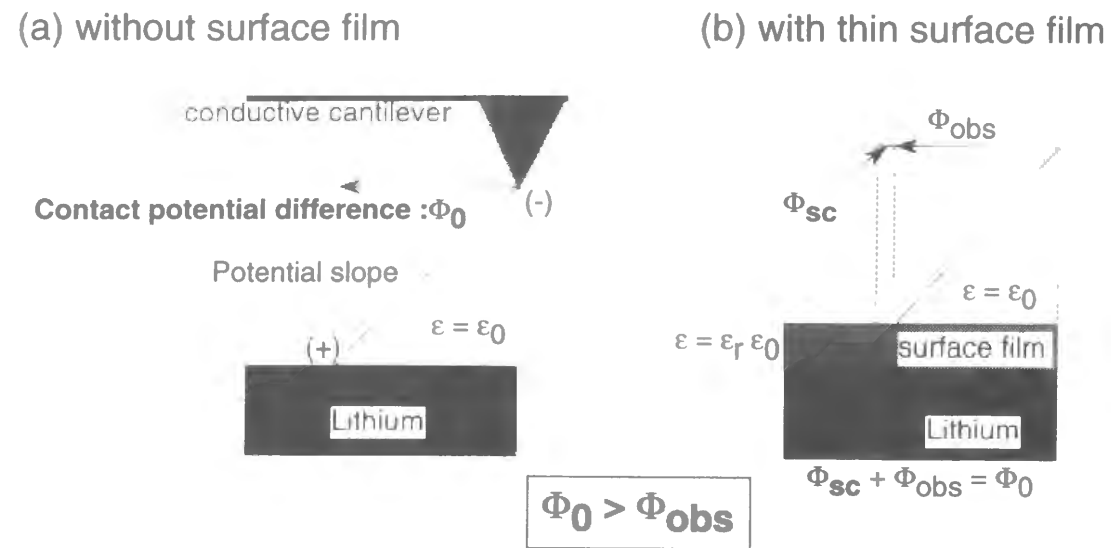 (a) without surface film
conductive cantilever
Contact potential difference :Φ0
(-)
Potential slope
ε = ε0
(+)
Lithium
(b) with thin surface film
Φobs
Φsc
ε = ε0
ε = εr ε0
surface film
Lithium
Φsc + Φobs = Φ0
Φ0 > Φobs